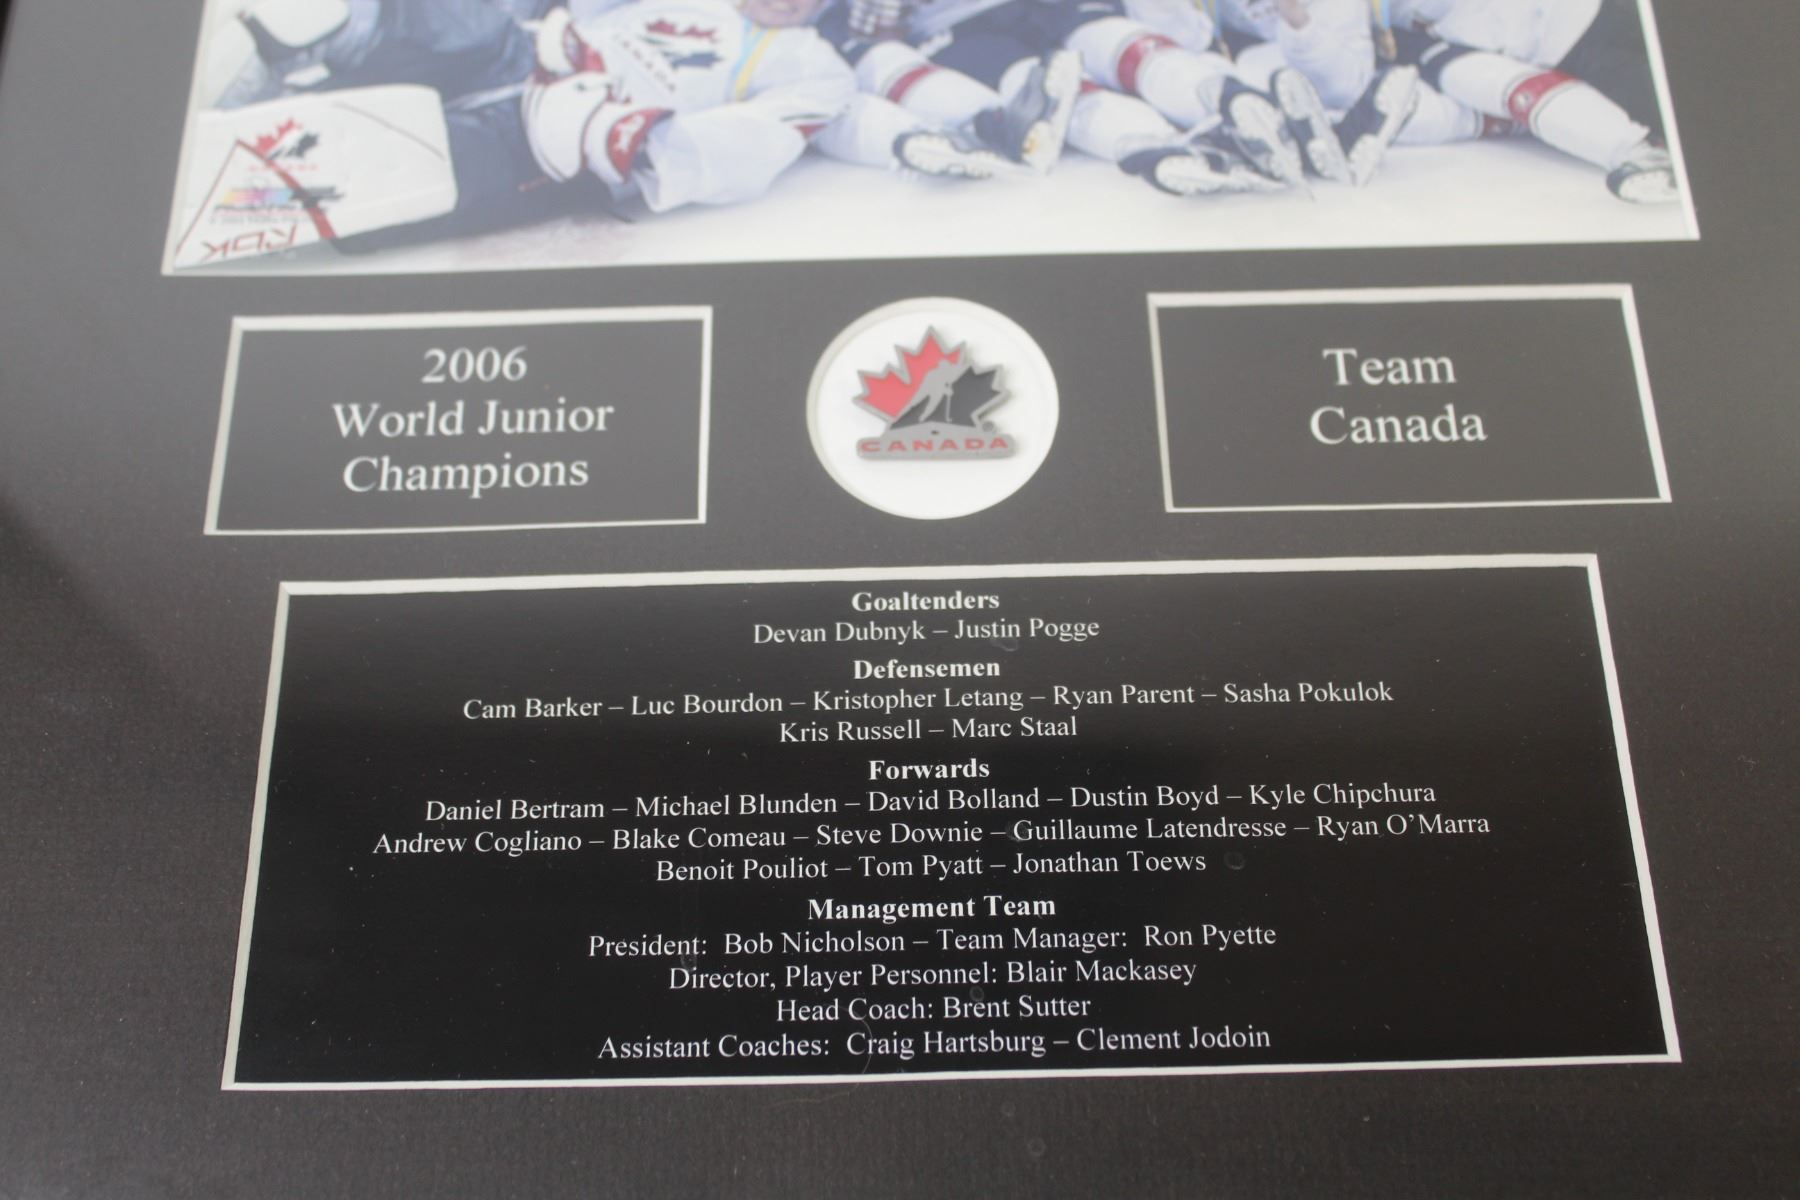 CANADA
2006
World Junior
Champions
CANADA
Team
Canada
Goaltenders
Devan Dubnyk – Justin Pogge
Defensemen
Cam Barker – Luc Bourdon – Kristopher Letang – Ryan Parent – Sasha Pokulok
Kris Russell – Marc Staal
Forwards
Daniel Bertram – Michael Blunden – David Bolland – Dustin Boyd – Kyle Chipchura
Andrew Cogliano – Blake Comeau – Steve Downie – Guillaume Latendresse – Ryan O’Marra
Benoit Pouliot – Tom Pyatt – Jonathan Toews
Management Team
President: Bob Nicholson – Team Manager: Ron Pyette
Director, Player Personnel: Blair Mackasey
Head Coach: Brent Sutter
Assistant Coaches: Craig Hartsburg – Clement Jodoin